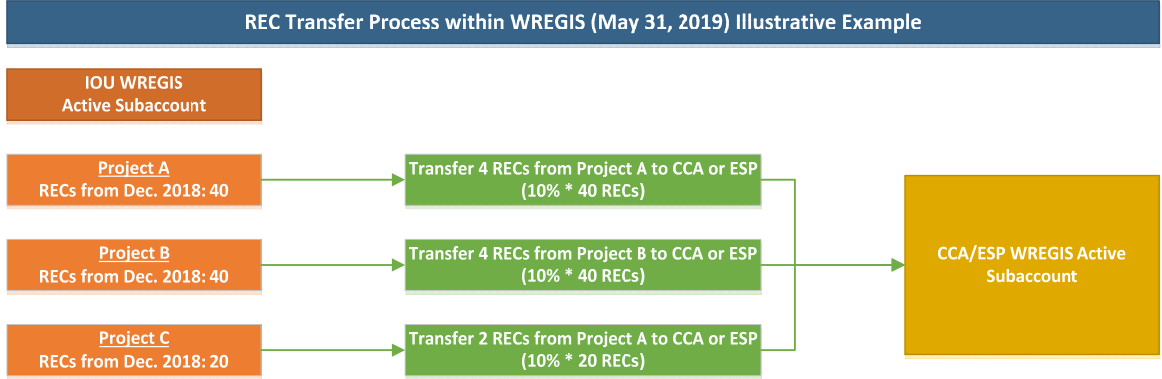 REC Transfer Process within WREGIS (May 31, 2019) Illustrative Example
IOU WREGIS
Active Subaccount
Project A
RECs from Dec. 2018: 40
Transfer 4 RECs from Project A to CCA or ESP
(10% * 40 RECs)
Project B
RECs from Dec. 2018: 40
Transfer 4 RECs from Project B to CCA or ESP
(10% * 40 RECs)
CCA/ESP WREGIS Active
Subaccount
Project C
RECs from Dec. 2018: 20
Transfer 2 RECs from Project A to CCA or ESP
(10% * 20 RECs)